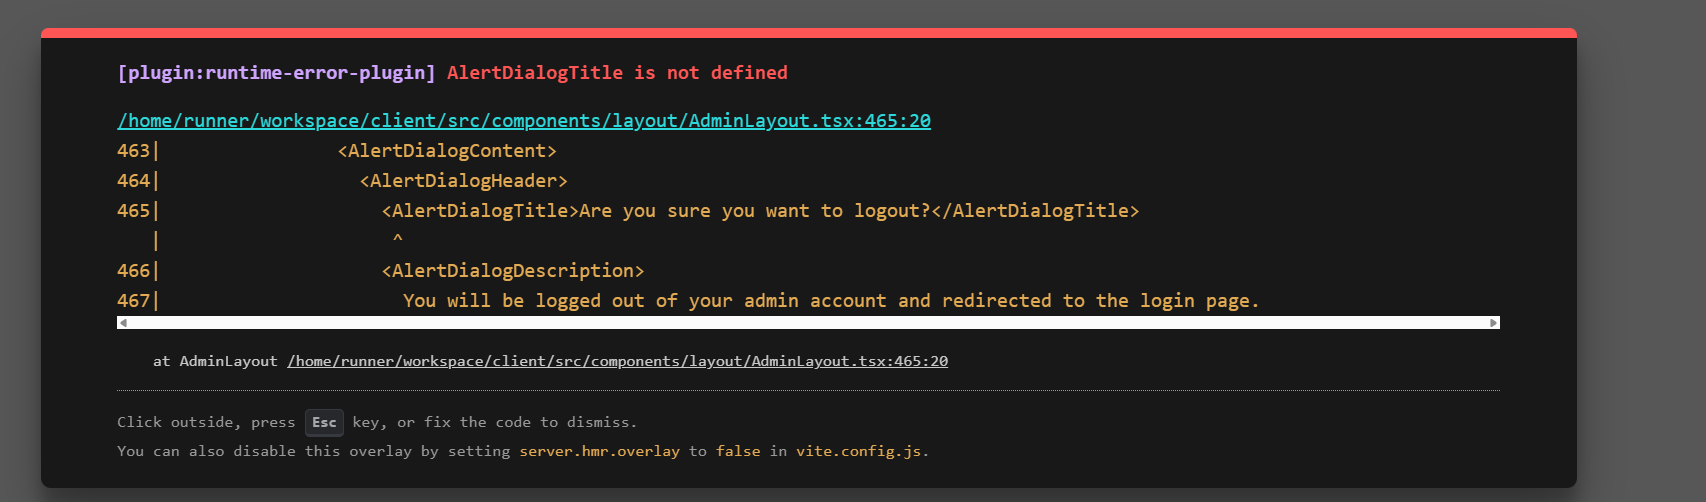 [plugin:runtime-error-plugin] AlertDialogTitle is not defined
/home/runner/workspace/client/src/components/layout/AdminLayout.tsx:465:20
463|                <AlertDialogContent>
464|                  <AlertDialogHeader>
465|                    <AlertDialogTitle>Are you sure you want to logout?</AlertDialogTitle>
   |                     ^
466|                    <AlertDialogDescription>
467|                      You will be logged out of your admin account and redirected to the login page.
at AdminLayout /home/runner/workspace/client/src/components/layout/AdminLayout.tsx:465:20
Click outside, press Esc key, or fix the code to dismiss.
You can also disable this overlay by setting server.hmr.overlay to false in vite.config.js.